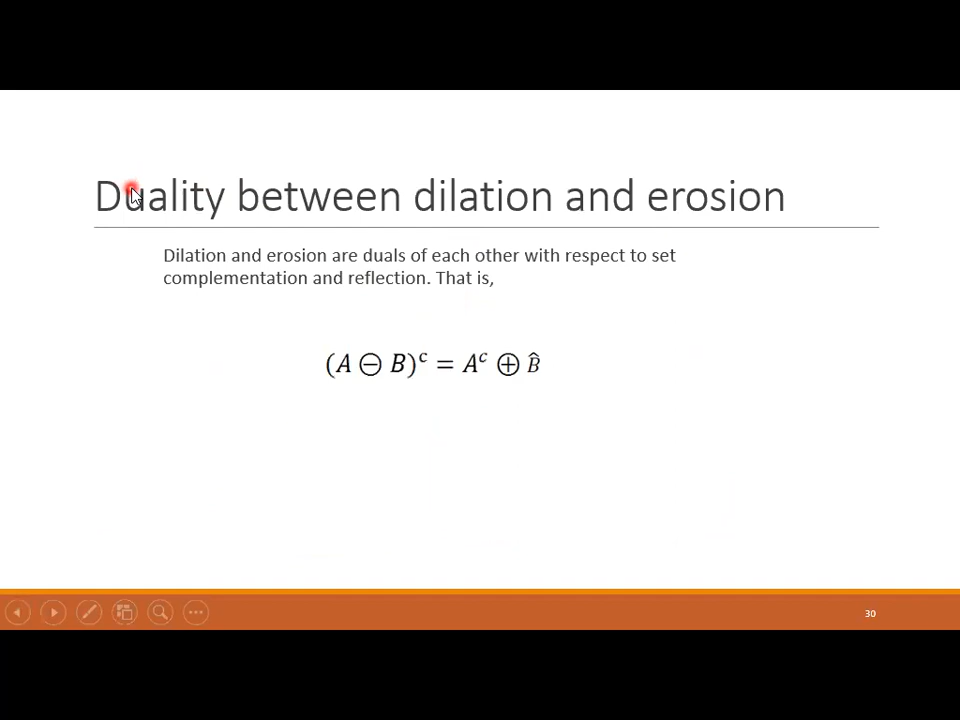 Duality between dilation and erosion
Dilation and erosion are duals of each other with respect to set
complementation and reflection. That is,
(A ⊖ B)ᶜ = Aᶜ ⊕ B̂
30